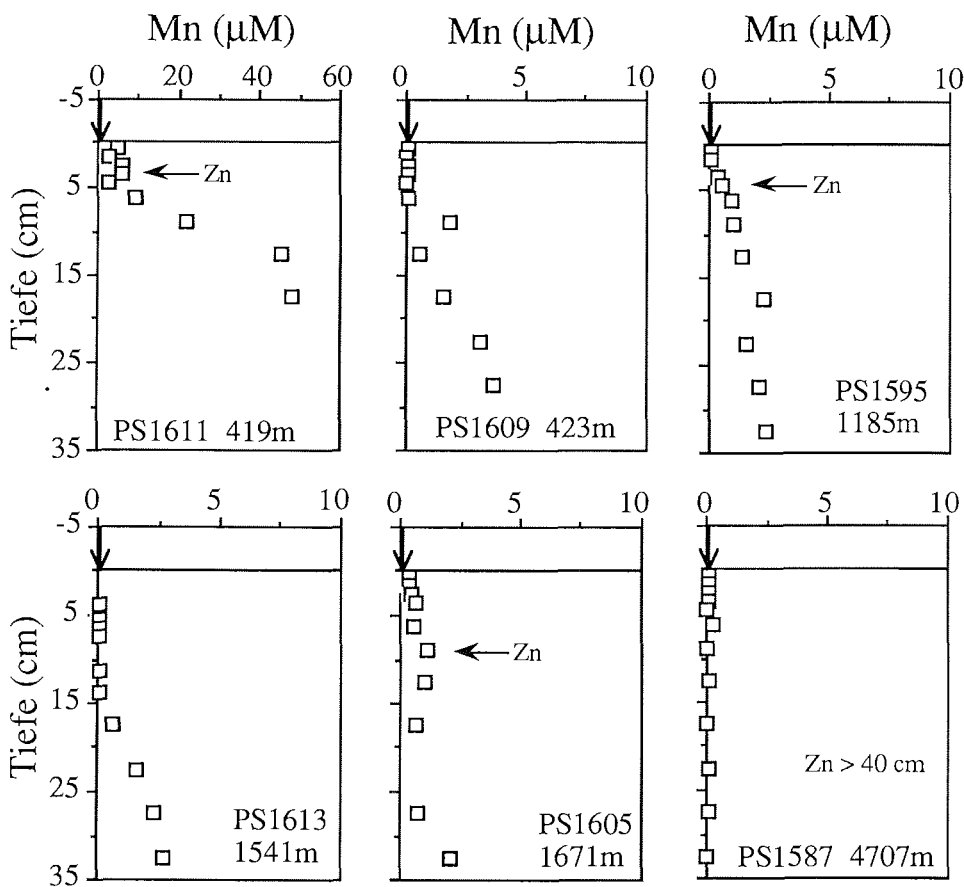 Mn (µM) Mn (µM) Mn (µM)
0 20 40 60 0 5 10 0 5 10
-5
Zn Zn
5
Tiefe (cm)
15
25
PS1595
PS1611 419m PS1609 423m 1185m
35
0 5 10 0 5 10 0 5 10
-5
5
Zn
Tiefe (cm)
15
Zn > 40 cm
25
PS1613 PS1605
1541m 1671m PS1587 4707m
35